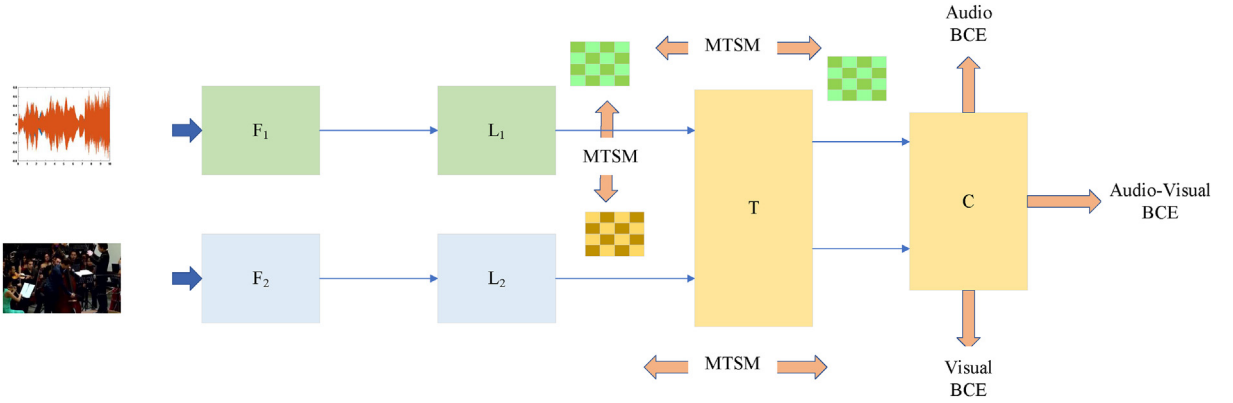 Audio
BCE
MTSM
F1
L1
MTSM
T
C
Audio-Visual
BCE
F2
L2
MTSM
Visual
BCE